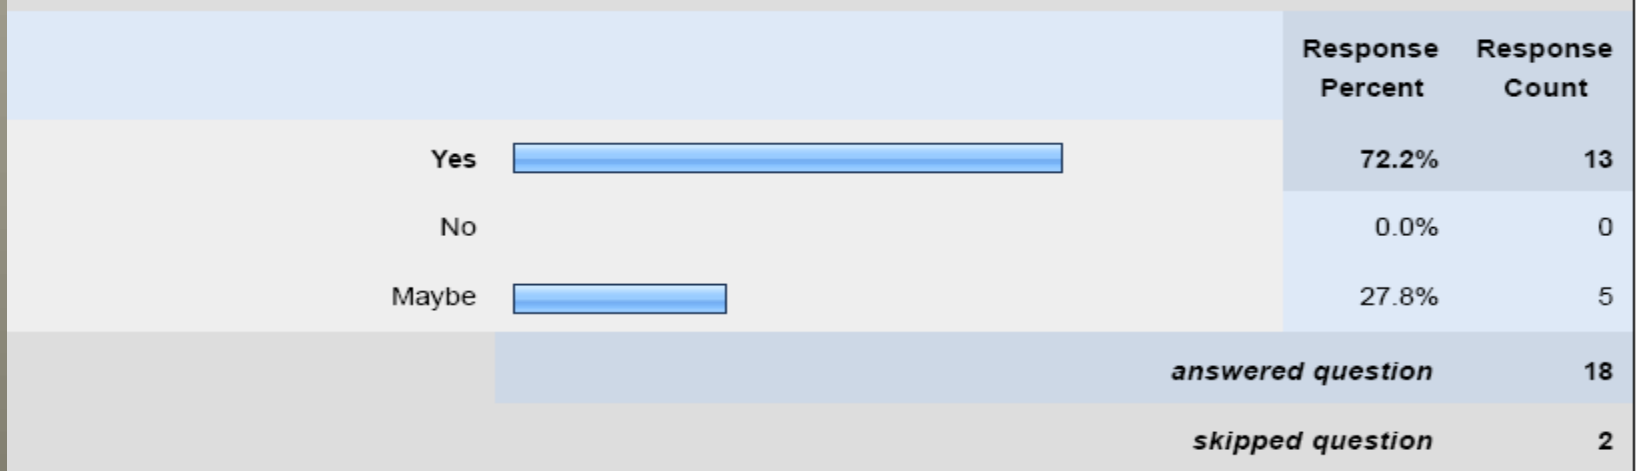 Response Response
Percent Count
Yes 72.2% 13
No 0.0% 0
Maybe 27.8% 5
answered question 18
skipped question 2